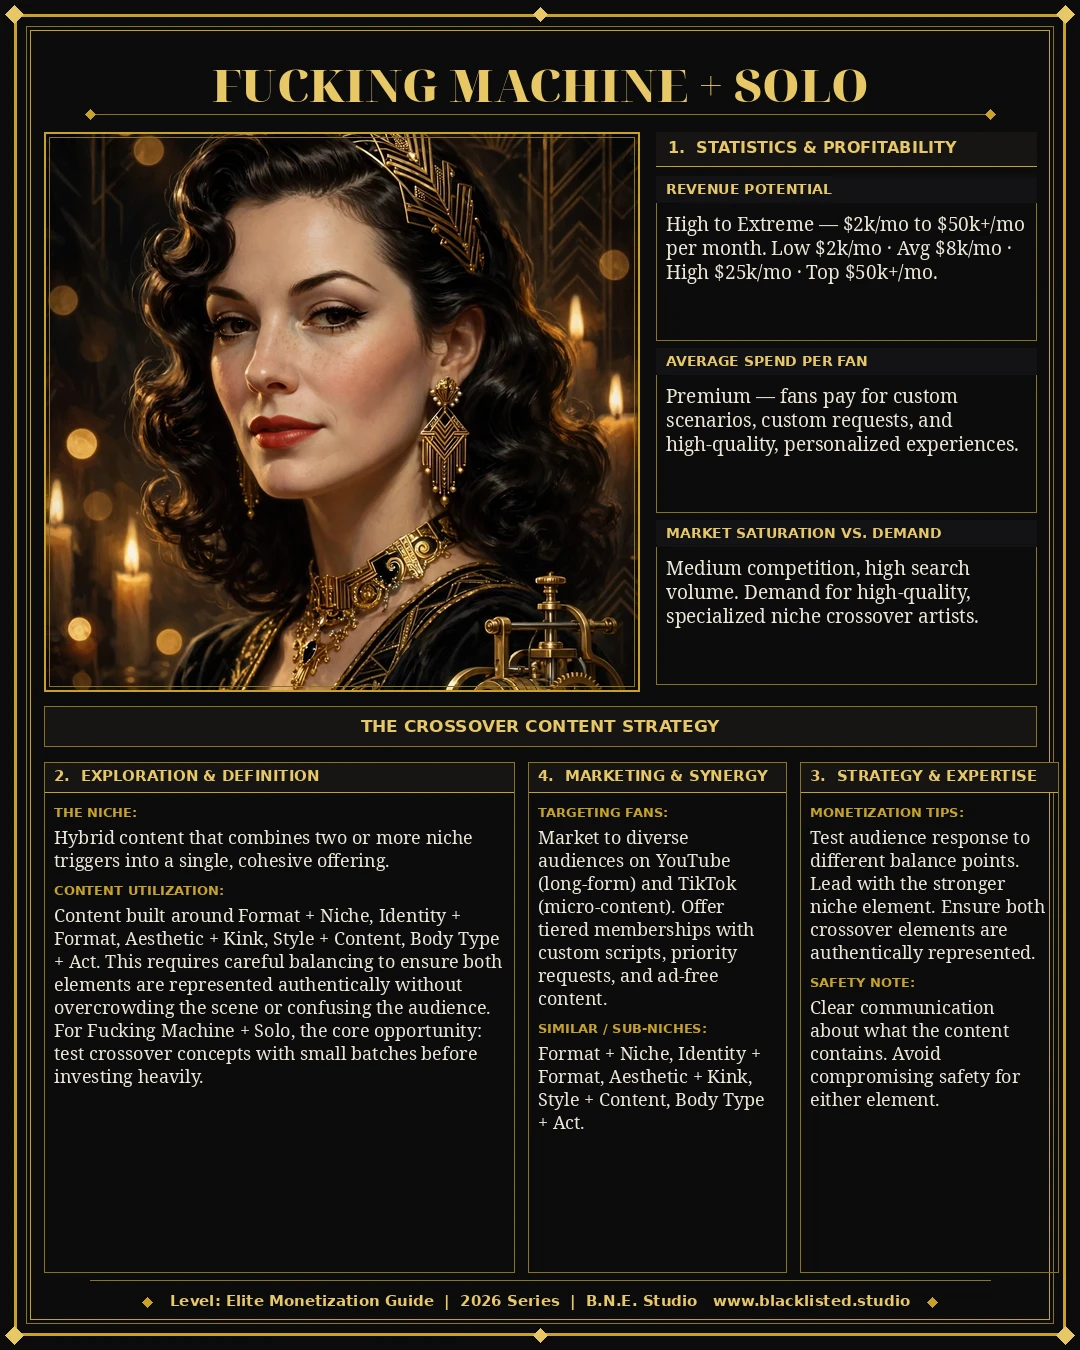 FUCKING MACHINE + SOLO
1. STATISTICS & PROFITABILITY
REVENUE POTENTIAL
High to Extreme — $2k/mo to $50k+/mo
per month. Low $2k/mo · Avg $8k/mo ·
High $25k/mo · Top $50k+/mo.
AVERAGE SPEND PER FAN
Premium — fans pay for custom
scenarios, custom requests, and
high-quality, personalized experiences.
MARKET SATURATION VS. DEMAND
Medium competition, high search
volume. Demand for high-quality,
specialized niche crossover artists.
THE CROSSOVER CONTENT STRATEGY
2. EXPLORATION & DEFINITION
THE NICHE:
Hybrid content that combines two or more niche
triggers into a single, cohesive offering.
CONTENT UTILIZATION:
Content built around Format + Niche, Identity +
Format, Aesthetic + Kink, Style + Content, Body Type
+ Act. This requires careful balancing to ensure both
elements are represented authentically without
overcrowding the scene or confusing the audience.
For Fucking Machine + Solo, the core opportunity:
test crossover concepts with small batches before
investing heavily.
4. MARKETING & SYNERGY
TARGETING FANS:
Market to diverse
audiences on YouTube
(long-form) and TikTok
(micro-content). Offer
tiered memberships with
custom scripts, priority
requests, and ad-free
content.
SIMILAR / SUB-NICHES:
Format + Niche, Identity +
Format, Aesthetic + Kink,
Style + Content, Body Type
+ Act.
3. STRATEGY & EXPERTISE
MONETIZATION TIPS:
Test audience response to
different balance points.
Lead with the stronger
niche element. Ensure both
crossover elements are
authentically represented.
SAFETY NOTE:
Clear communication
about what the content
contains. Avoid
compromising safety for
either element.
Level: Elite Monetization Guide | 2026 Series | B.N.E. Studio www.blacklisted.studio